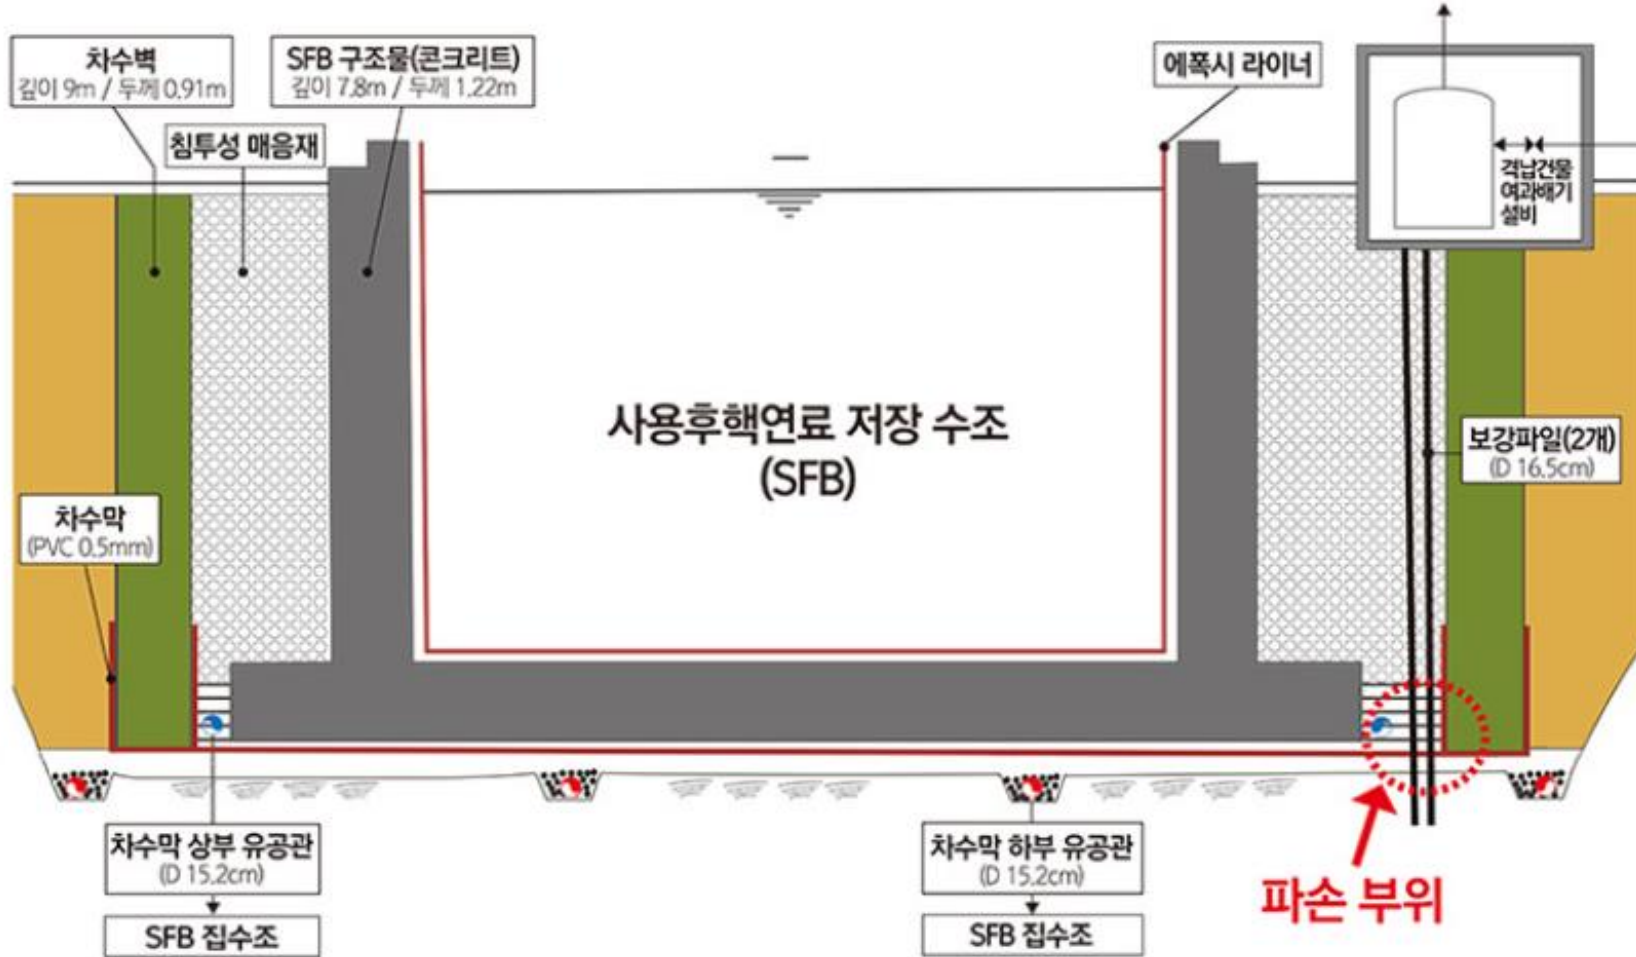 차수벽
깊이 9m / 두께 0.91m
SFB 구조물(콘크리트)
깊이 7.8m / 두께 1.22m
침투성 매음재
에폭시 라이너
격납건물
여과배기
설비
사용후핵연료 저장 수조
(SFB)
보강파일(2개)
(D 16.5cm)
차수막
(PVC 0.5mm)
차수막 상부 유공관
(D 15.2cm)
SFB 집수조
차수막 하부 유공관
(D 15.2cm)
SFB 집수조
파손 부위